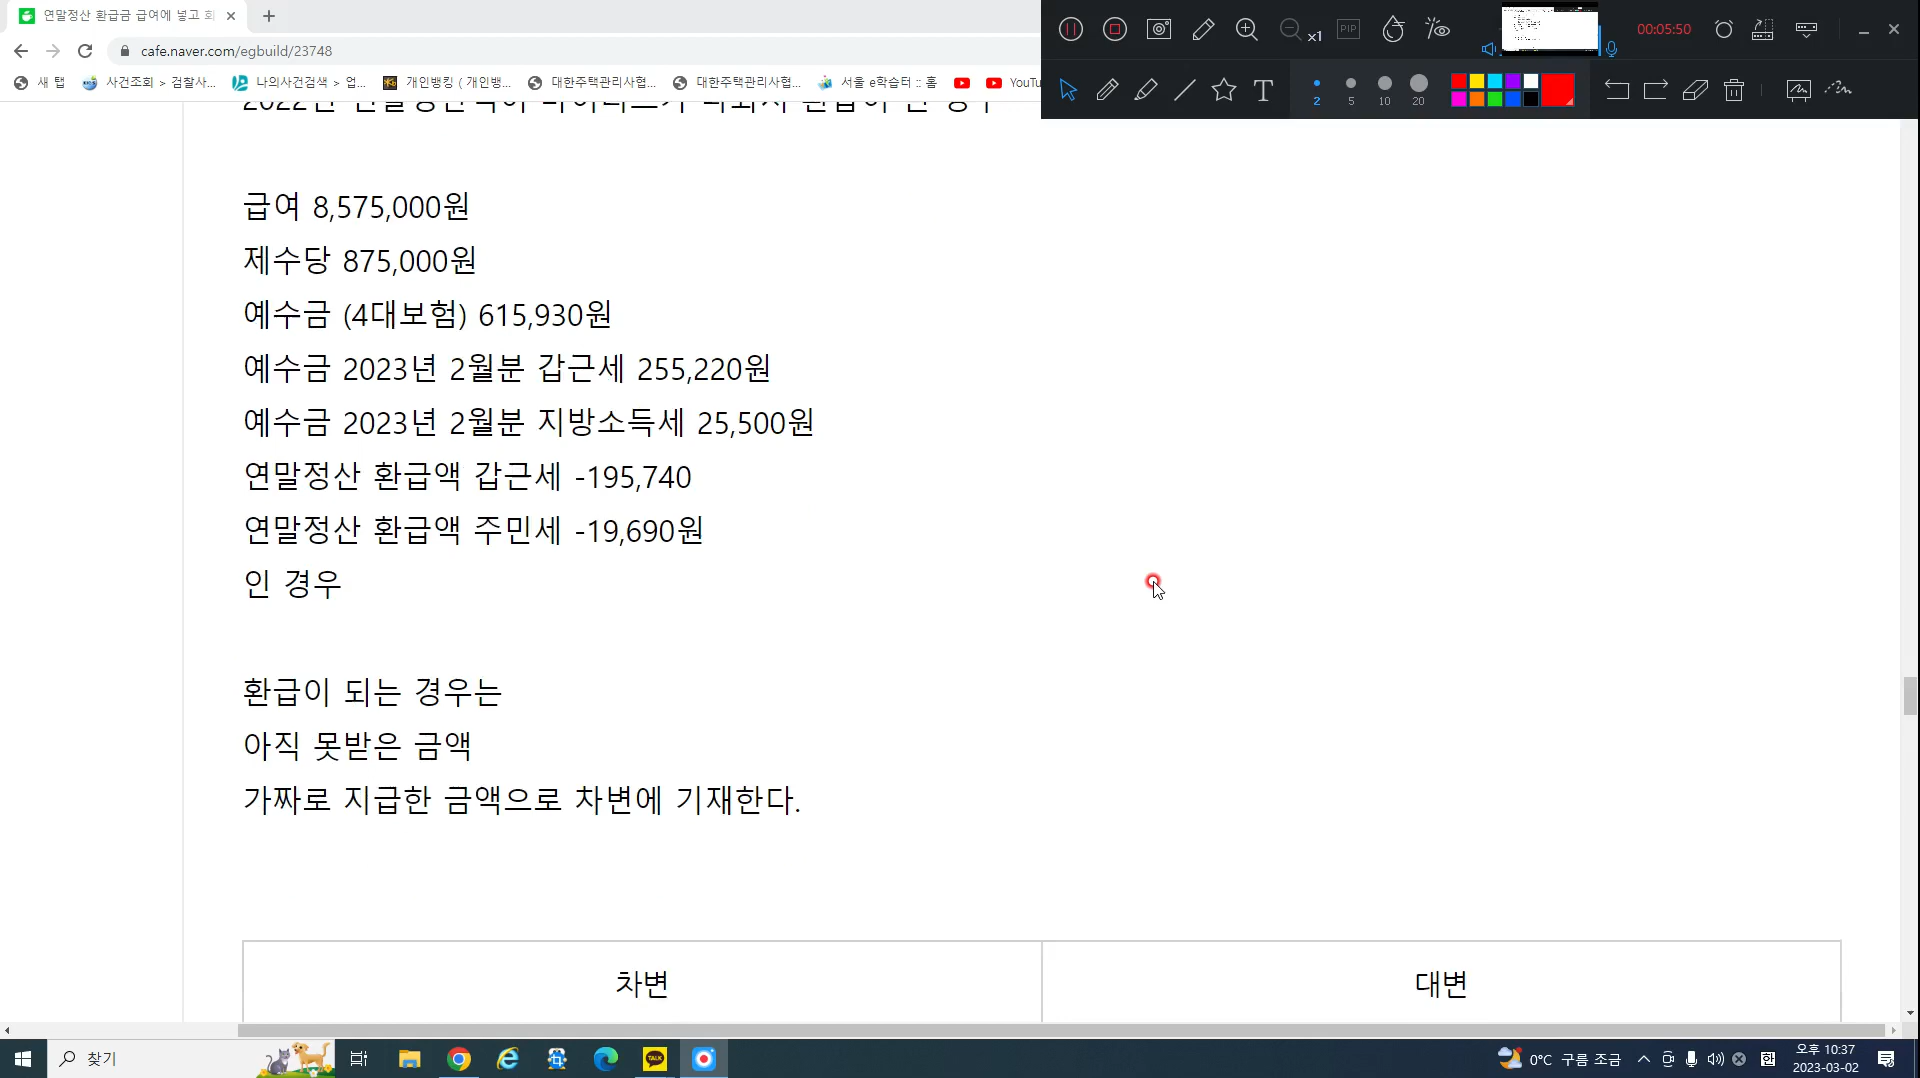 연말정산 환급금 급여에 넣고 회
cafe.naver.com/egbuild/23748
새 탭 사건조회 > 검찰사... 나의사건검색 > 업... 개인뱅킹 ( 개인뱅... 대한주택관리사협... 대한주택관리사협... 서울 e학습터 :: 홈 YouTu
x1 PIP 00:05:50
T 2 5 10 20
급여 8,575,000원
제수당 875,000원
예수금 (4대보험) 615,930원
예수금 2023년 2월분 갑근세 255,220원
예수금 2023년 2월분 지방소득세 25,500원
연말정산 환급액 갑근세 -195,740
연말정산 환급액 주민세 -19,690원
인 경우
환급이 되는 경우는
아직 못받은 금액
가짜로 지급한 금액으로 차변에 기재한다.
차변 대변
찾기
TALK
0°C 구름 조금
한
오후 10:37
2023-03-02